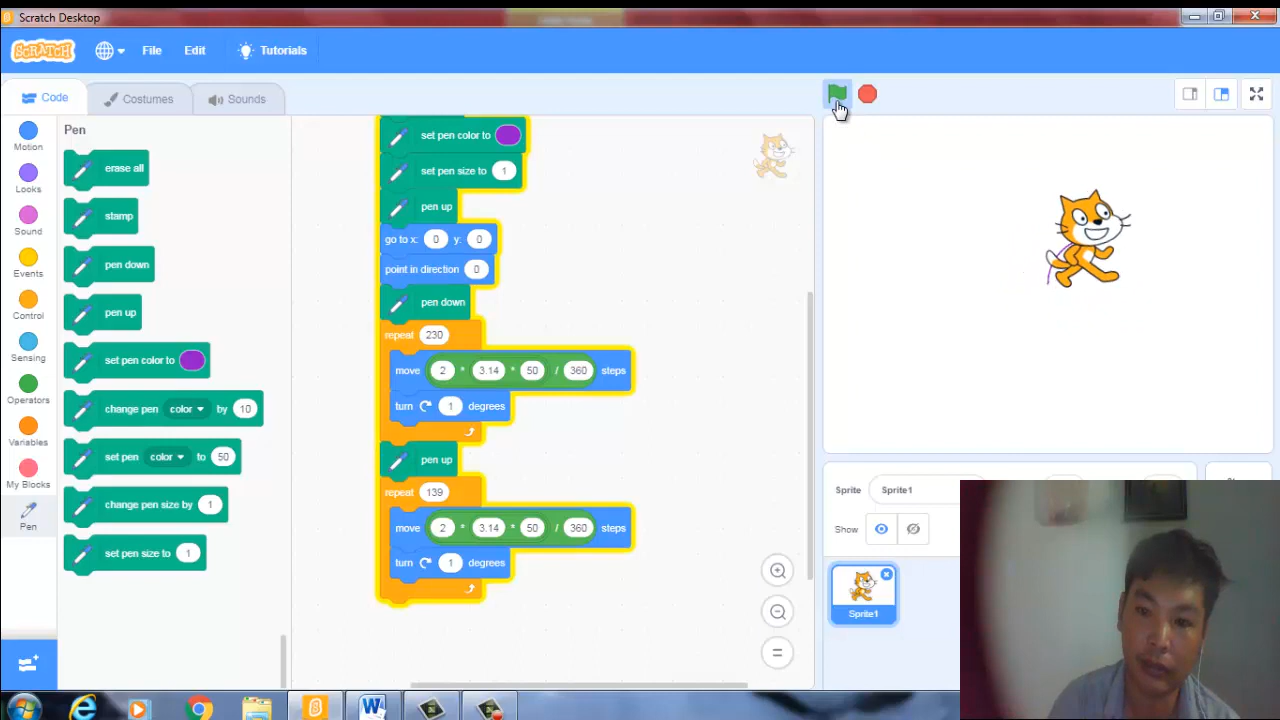 Scratch Desktop
SCRATCH
File
Edit
Tutorials
Code
Costumes
Sounds
Motion
Looks
Sound
Events
Control
Sensing
Operators
Variables
My Blocks
Pen
Pen
erase all
stamp
pen down
pen up
set pen color to
change pen color by 10
set pen color to 50
change pen size by 1
set pen size to 1
set pen color to
set pen size to 1
pen up
go to x: 0 y: 0
point in direction 0
pen down
repeat 230
move 2 * 3.14 * 50 / 360 steps
turn 1 degrees
pen up
repeat 139
move 2 * 3.14 * 50 / 360 steps
turn 1 degrees
Sprite Sprite1
Show
Sprite1